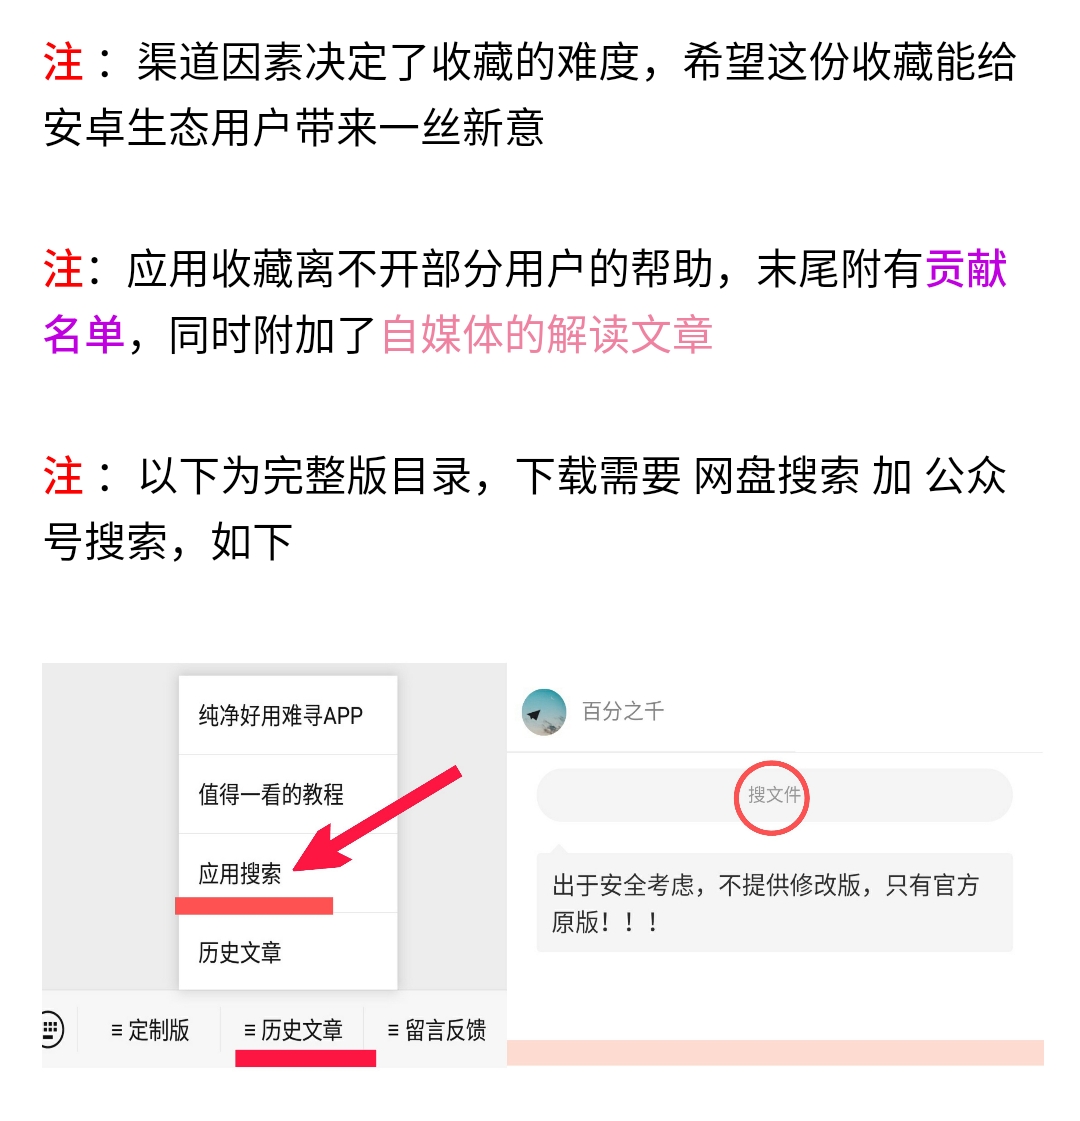 注 ：渠道因素决定了收藏的难度，希望这份收藏能给
安卓生态用户带来一丝新意
注：应用收藏离不开部分用户的帮助，末尾附有贡献
名单，同时附加了自媒体的解读文章
注 ：以下为完整版目录，下载需要 网盘搜索 加 公众
号搜索，如下
纯净好用难寻APP
值得一看的教程
应用搜索
历史文章
≡ 定制版
≡ 历史文章
≡ 留言反馈
百分之千
搜文件
出于安全考虑，不提供修改版，只有官方
原版！！！